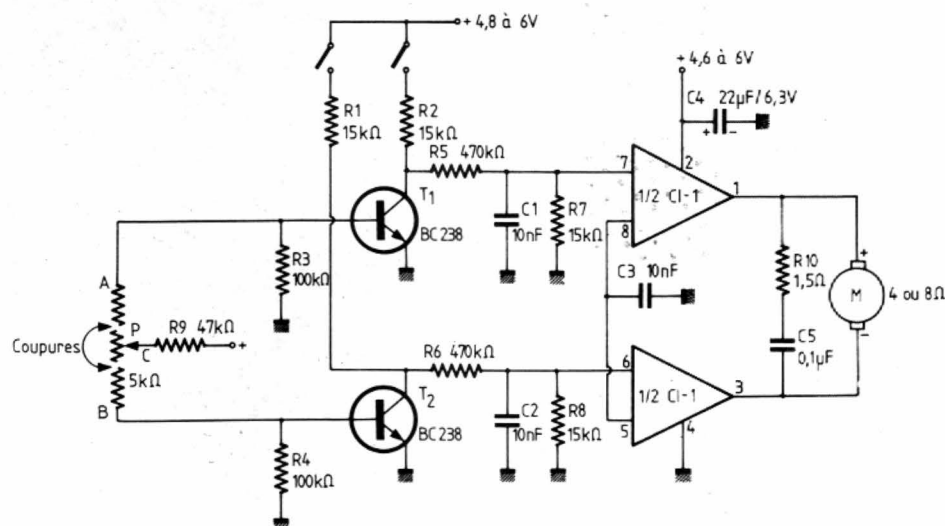 + 4,8 à 6V
+ 4,6 à 6V
R1
15kΩ
R2
15kΩ
C4
22µF/6,3V
+
-
R5 470kΩ
T1
BC238
7
2
1/2 CI-1
1
8
C1
10nF
R7
15kΩ
R3
100kΩ
C3 10nF
R10
1,5Ω
+
M
4 ou 8Ω
-
A
P
R9 47kΩ
C
+
Coupures
5kΩ
B
C5
0,1µF
R6 470kΩ
T2
BC238
6
1/2 CI-1
3
5
4
C2
10nF
R8
15kΩ
R4
100kΩ